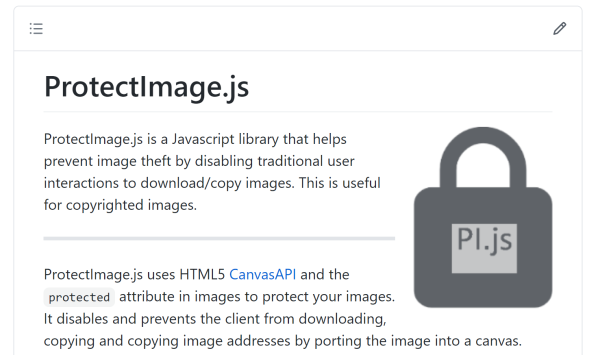 ProtectImage.js
ProtectImage.js is a Javascript library that helps
prevent image theft by disabling traditional user
interactions to download/copy images. This is useful
for copyrighted images.
PI.js
ProtectImage.js uses HTML5 CanvasAPI and the
protected attribute in images to protect your images.
It disables and prevents the client from downloading,
copying and copying image addresses by porting the image into a canvas.